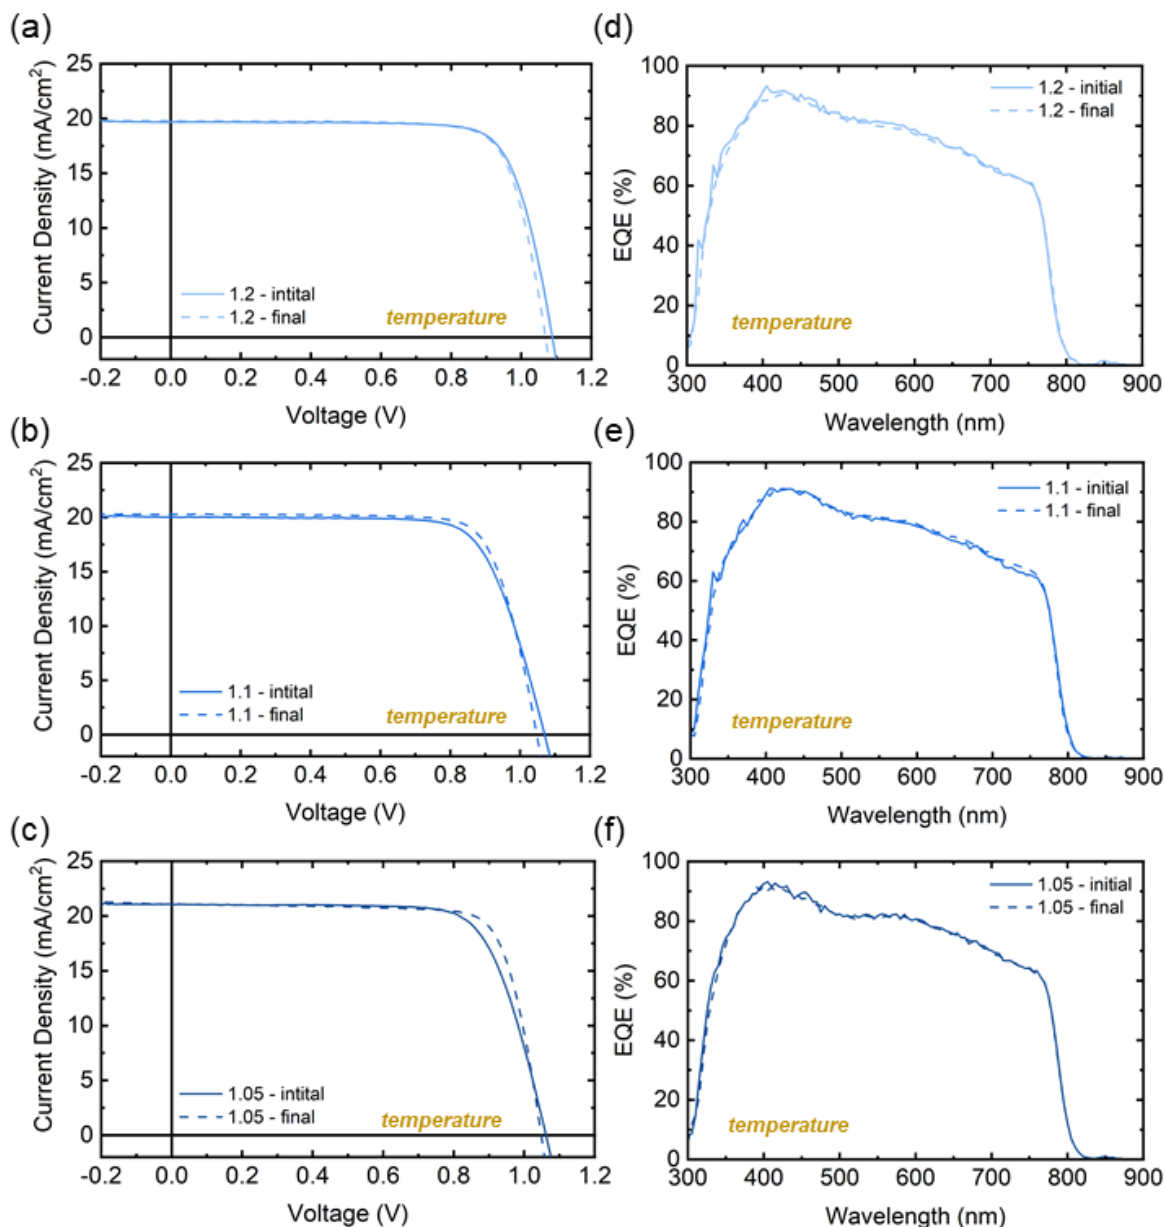 (a)
25
20
15
10
5
0
Current Density (mA/cm²)
1.2 - intital
1.2 - final
temperature
-0.2 0.0 0.2 0.4 0.6 0.8 1.0 1.2
Voltage (V)
(d)
100
80
60
40
20
0
EQE (%)
1.2 - initial
1.2 - final
temperature
300 400 500 600 700 800 900
Wavelength (nm)
(b)
25
20
15
10
5
0
Current Density (mA/cm²)
1.1 - intital
1.1 - final
temperature
-0.2 0.0 0.2 0.4 0.6 0.8 1.0 1.2
Voltage (V)
(e)
100
80
60
40
20
0
EQE (%)
1.1 - initial
1.1 - final
temperature
300 400 500 600 700 800 900
Wavelength (nm)
(c)
25
20
15
10
5
0
Current Density (mA/cm²)
1.05 - intital
1.05 - final
temperature
-0.2 0.0 0.2 0.4 0.6 0.8 1.0 1.2
Voltage (V)
(f)
100
80
60
40
20
0
EQE (%)
1.05 - initial
1.05 - final
temperature
300 400 500 600 700 800 900
Wavelength (nm)